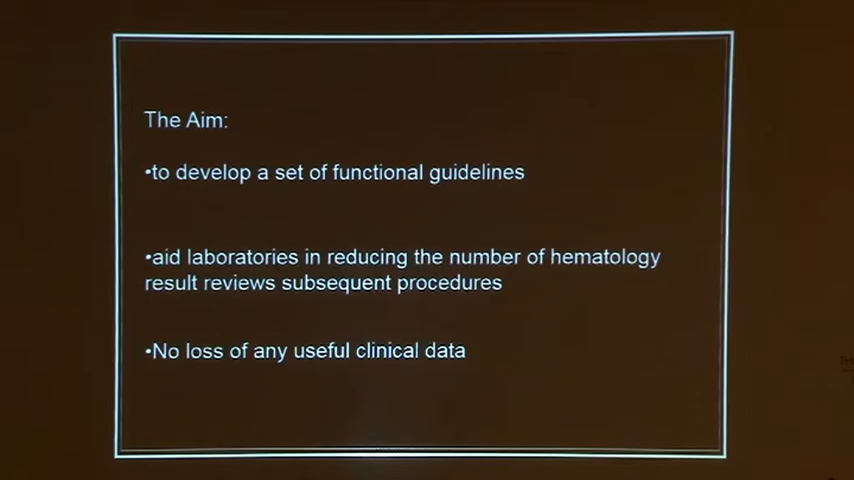 The Aim:
•to develop a set of functional guidelines
•aid laboratories in reducing the number of hematology
result reviews subsequent procedures
•No loss of any useful clinical data